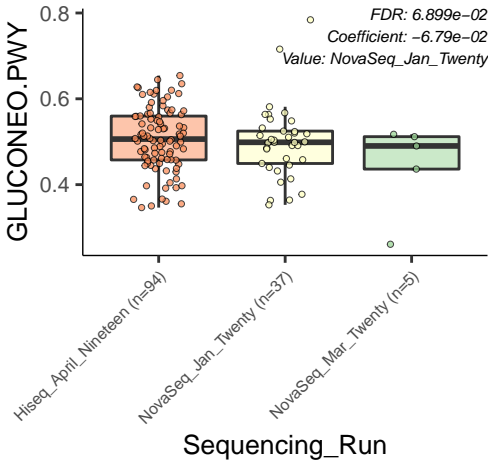 FDR: 6.899e−02
Coefficient: −6.79e−02
Value: NovaSeq_Jan_Twenty
0.8
0.6
0.4
GLUCONEO.PWY
Hiseq_April_Nineteen (n=94)
NovaSeq_Jan_Twenty (n=37)
NovaSeq_Mar_Twenty (n=5)
Sequencing_Run